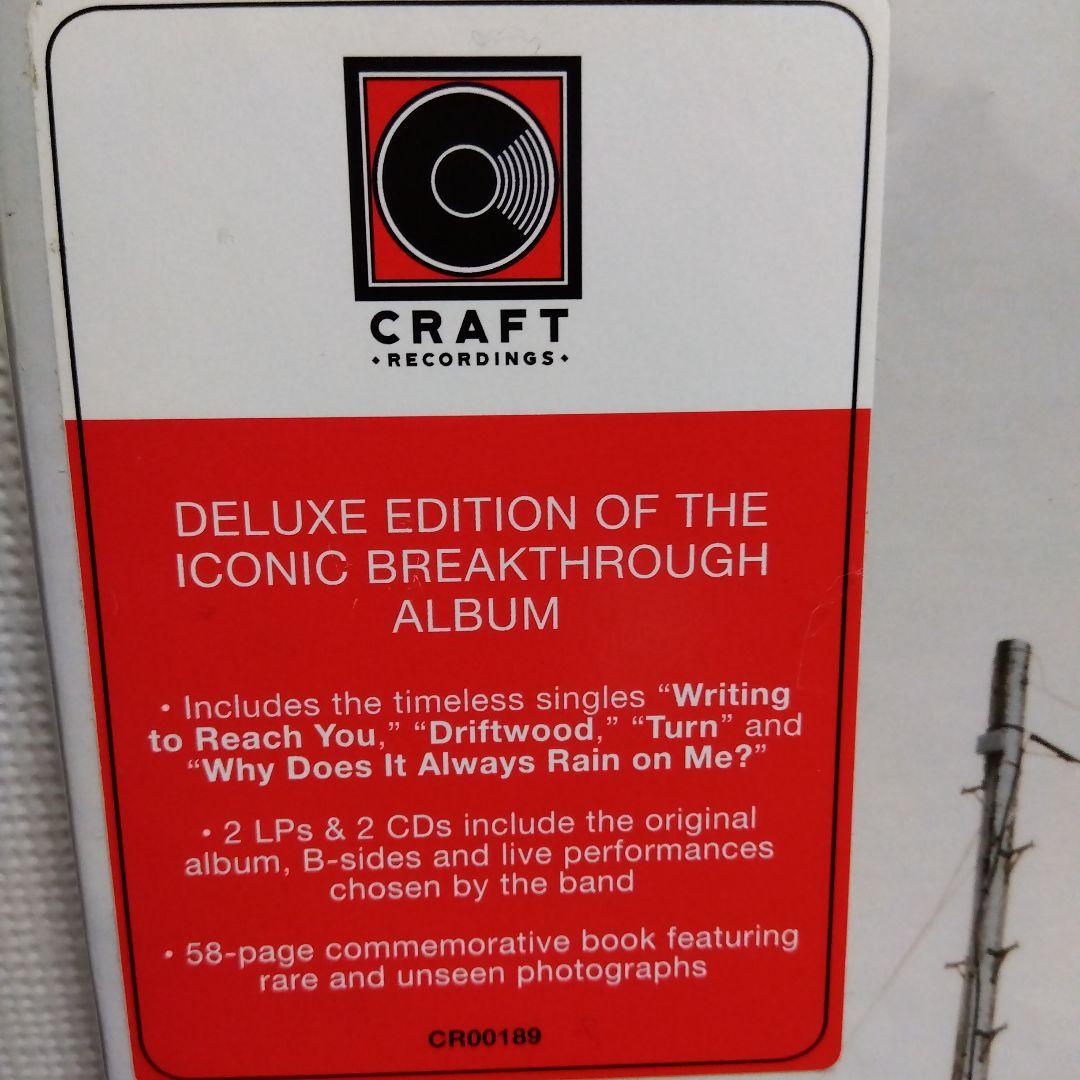 CRAFT
◆RECORDINGS◆
DELUXE EDITION OF THE
ICONIC BREAKTHROUGH
ALBUM
• Includes the timeless singles “Writing
to Reach You,” “Driftwood,” “Turn” and
“Why Does It Always Rain on Me?”
• 2 LPs & 2 CDs include the original
album, B-sides and live performances
chosen by the band
• 58-page commemorative book featuring
rare and unseen photographs
CR00189